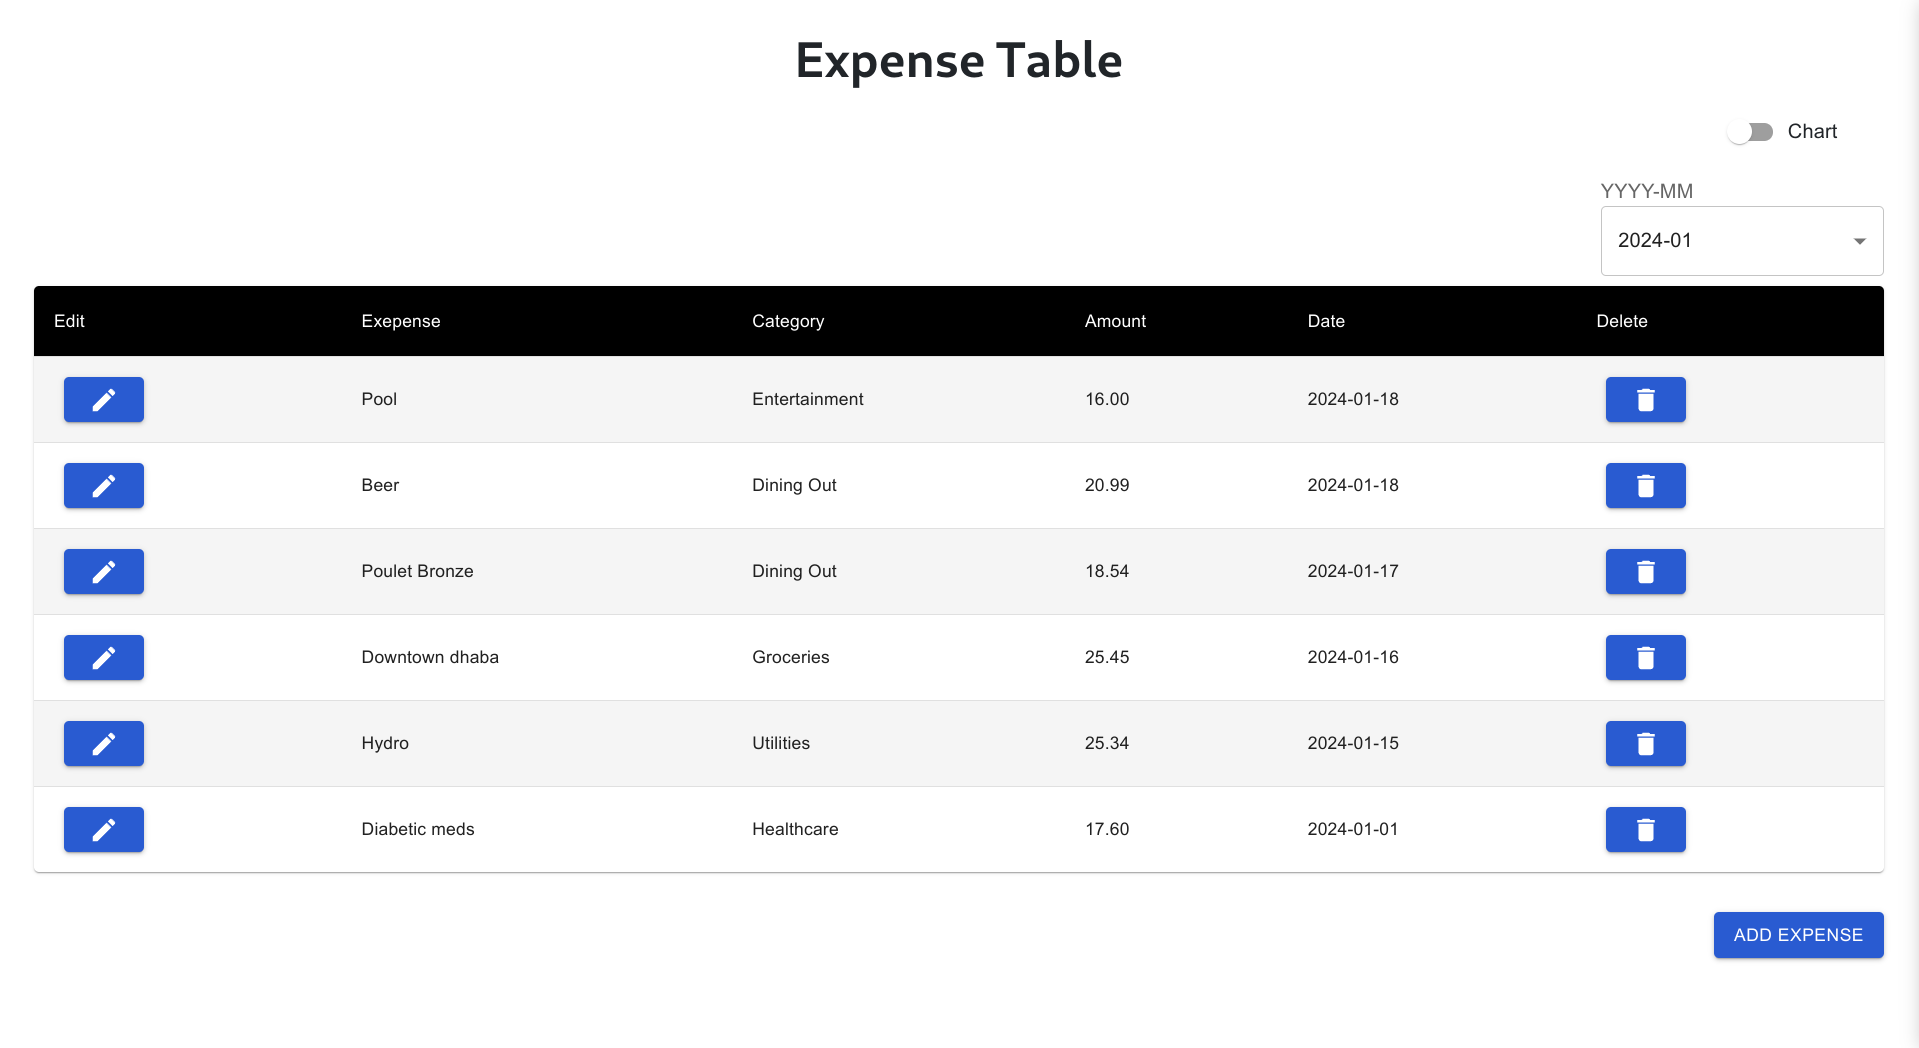 Expense Table
Chart
YYYY-MM
2024-01
Edit Exepense Category Amount Date Delete
Pool Entertainment 16.00 2024-01-18
Beer Dining Out 20.99 2024-01-18
Poulet Bronze Dining Out 18.54 2024-01-17
Downtown dhaba Groceries 25.45 2024-01-16
Hydro Utilities 25.34 2024-01-15
Diabetic meds Healthcare 17.60 2024-01-01
ADD EXPENSE